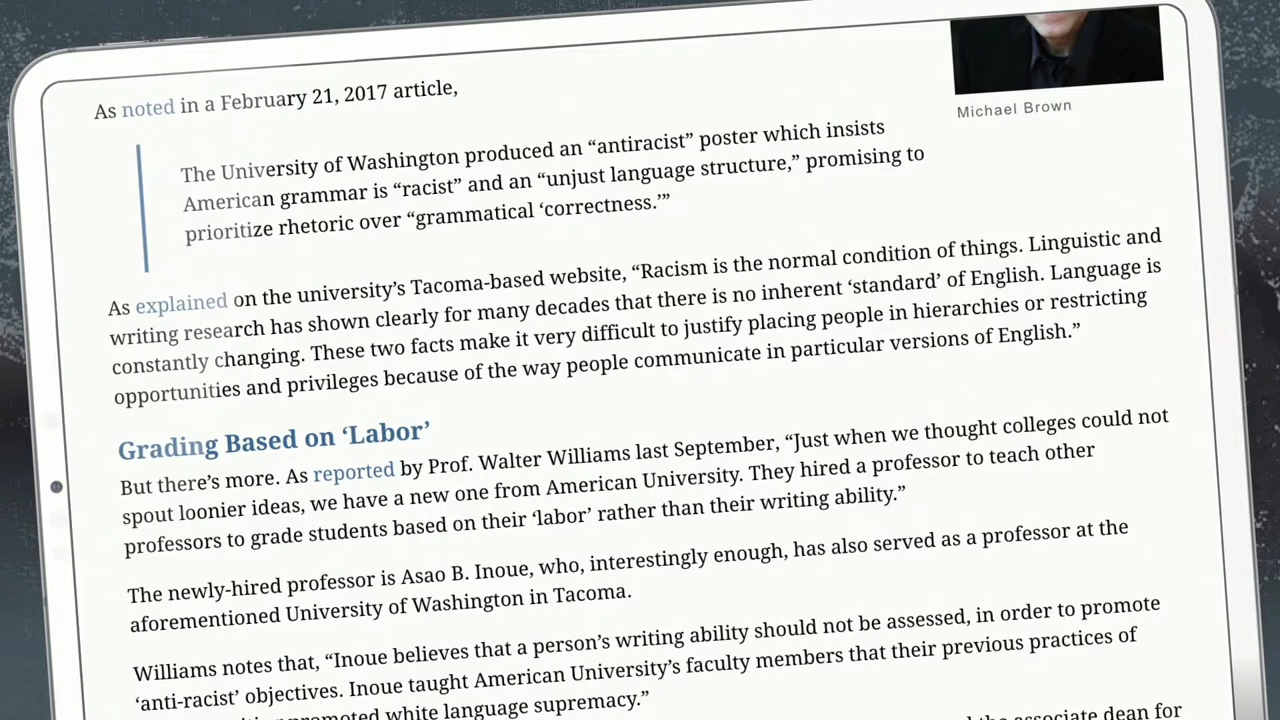 As noted in a February 21, 2017 article,
Michael Brown
The University of Washington produced an “antiracist” poster which insists
American grammar is “racist” and an “unjust language structure,” promising to
prioritize rhetoric over “grammatical ‘correctness.’”
As explained on the university’s Tacoma-based website, “Racism is the normal condition of things. Linguistic and
writing research has shown clearly for many decades that there is no inherent ‘standard’ of English. Language is
constantly changing. These two facts make it very difficult to justify placing people in hierarchies or restricting
opportunities and privileges because of the way people communicate in particular versions of English.”
Grading Based on ‘Labor’
But there’s more. As reported by Prof. Walter Williams last September, “Just when we thought colleges could not
spout loonier ideas, we have a new one from American University. They hired a professor to teach other
professors to grade students based on their ‘labor’ rather than their writing ability.”
The newly-hired professor is Asao B. Inoue, who, interestingly enough, has also served as a professor at the
aforementioned University of Washington in Tacoma.
Williams notes that, “Inoue believes that a person’s writing ability should not be assessed, in order to promote
‘anti-racist’ objectives. Inoue taught American University’s faculty members that their previous practices of
promoted white language supremacy.”
the associate dean for